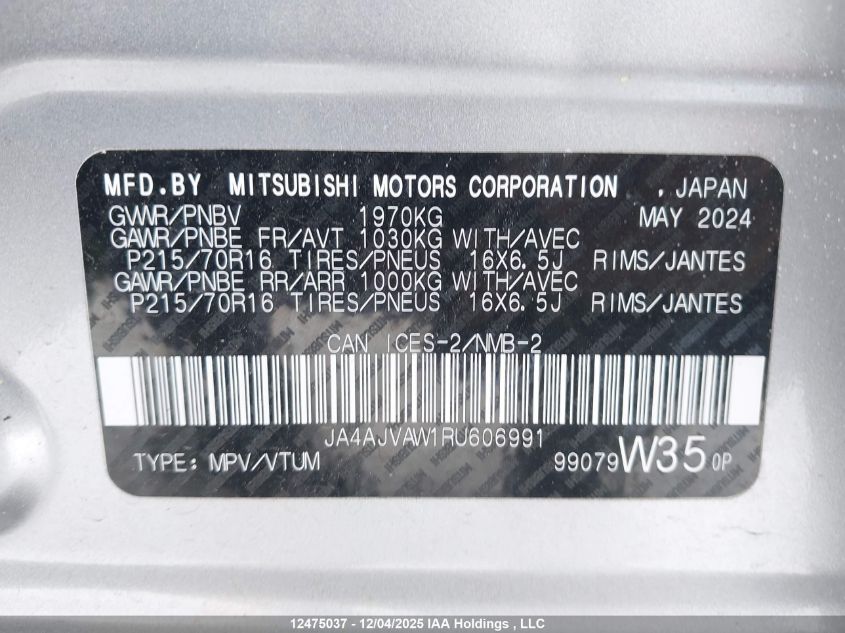 MFD.BY MITSUBISHI MOTORS CORPORATION , JAPAN
GVWR/PNBV 1970KG MAY 2024
GAWR/PNBE FR/AVT 1030KG WITH/AVEC
P215/70R16 TIRES/PNEUS 16X6.5J RIMS/JANTES
GAWR/PNBE RR/ARR 1000KG WITH/AVEC
P215/70R16 TIRES/PNEUS 16X6.5J RIMS/JANTES
CAN ICES-2/NMB-2
JA4AJVAW1RU606991
TYPE: MPV/VTUM 99079W350P
12475037 - 12/04/2025 IAA Holdings , LLC